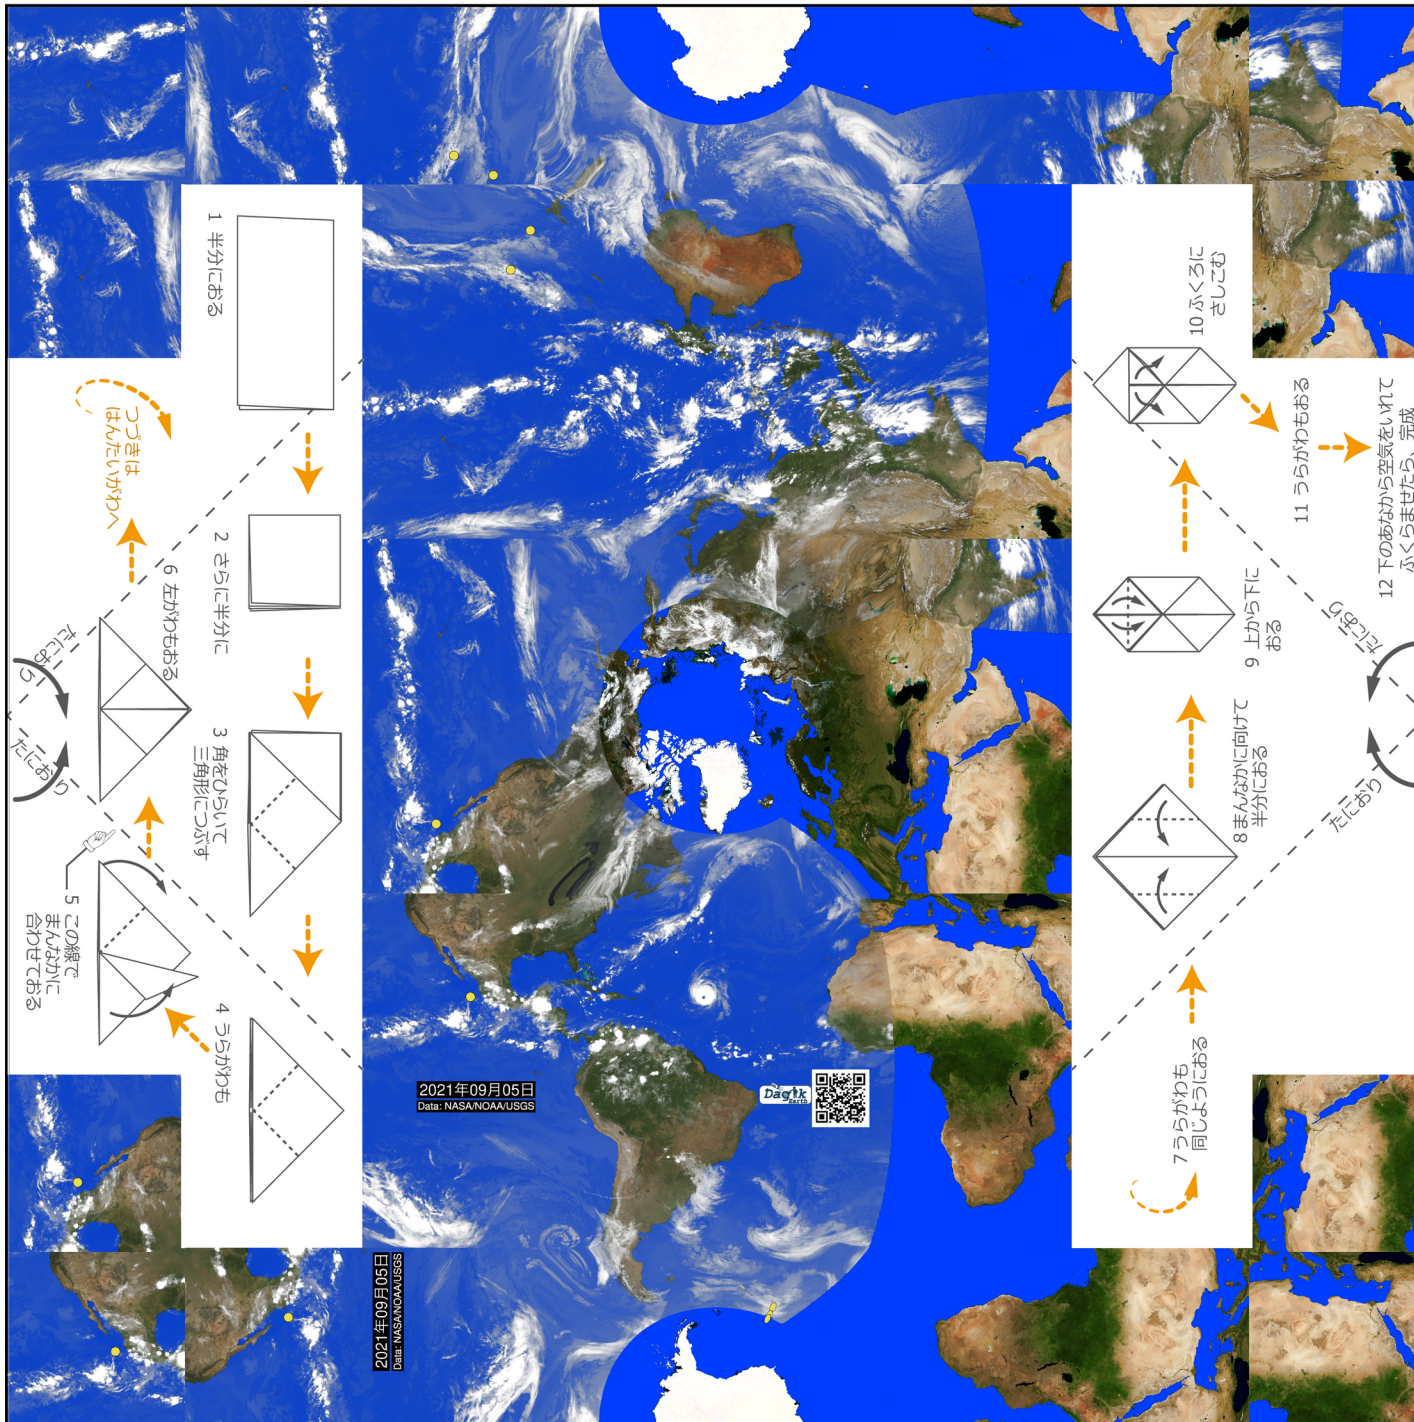 1 半分におる
2 さらに半分に
3 角をひらいて
三角形につぶす
4 うらがわも
5 この線で
まんなかに
合わせておる
6 左がわもおる
つづきは
はんたいがわへ
たにおり
たにおり
7 うらがわも
同じようにおる
8 まんなかに向けて
半分におる
9 上から下に
おる
10 ふくろに
さしこむ
11 うらがわもおる
12 下のあなから空気をいれて
ふくらませたら、完成
たにおり
たにおり
2021年09月05日
Data: NASA/NOAA/USGS
Dagik
Earth
2021年09月05日
Data: NASA/NOAA/USGS